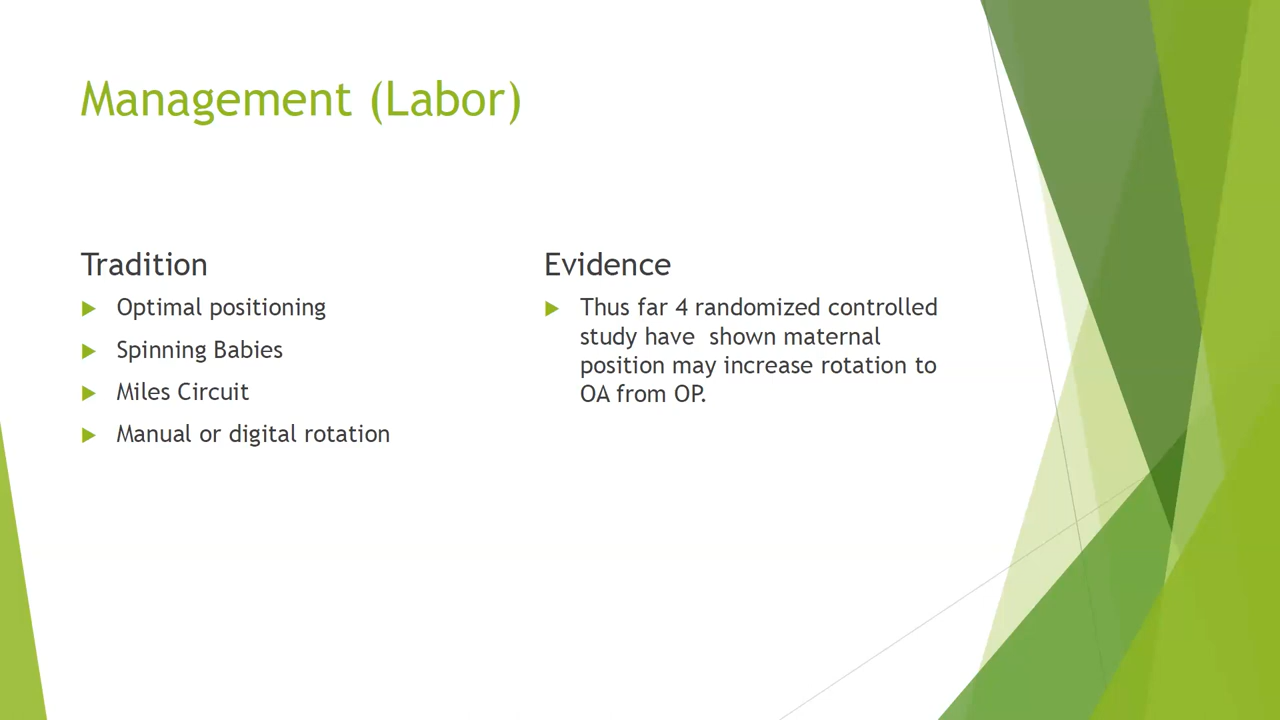 Management (Labor)
Tradition
Optimal positioning
Spinning Babies
Miles Circuit
Manual or digital rotation
Evidence
Thus far 4 randomized controlled
study have  shown maternal
position may increase rotation to
OA from OP.